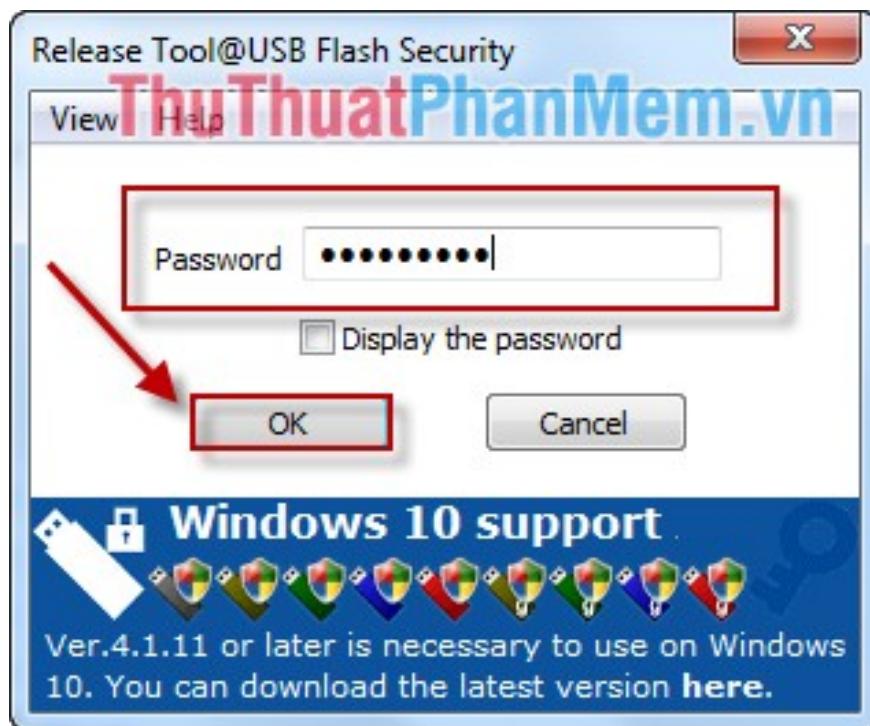 Release Tool@USB Flash Security
ThuThuatPhanMem.vn
View Help
Password •••••••••
Display the password
OK Cancel
Windows 10 support
Ver.4.1.11 or later is necessary to use on Windows
10. You can download the latest version here.